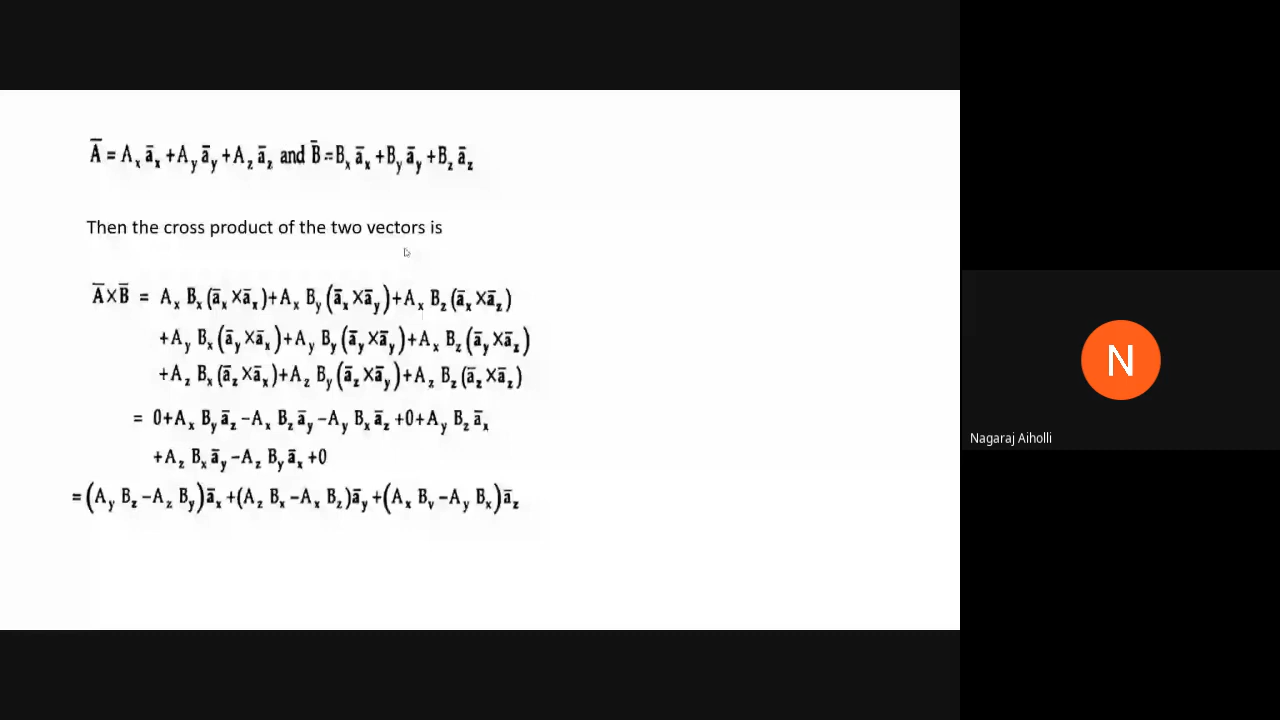 Ā = Aₓ āₓ + A_y ā_y + A_z ā_z and B̄ = Bₓ āₓ + B_y ā_y + B_z ā_z
Then the cross product of the two vectors is
Ā × B̄ = Aₓ Bₓ (āₓ × āₓ) + Aₓ B_y (āₓ × ā_y) + Aₓ B_z (āₓ × ā_z)
+ A_y Bₓ (ā_y × āₓ) + A_y B_y (ā_y × ā_y) + Aₓ B_z (ā_y × ā_z)
+ A_z Bₓ (ā_z × āₓ) + A_z B_y (ā_z × ā_y) + A_z B_z (ā_z × ā_z)
= 0 + Aₓ B_y ā_z − Aₓ B_z ā_y − A_y Bₓ ā_z + 0 + A_y B_z āₓ
+ A_z Bₓ ā_y − A_z B_y āₓ + 0
= (A_y B_z − A_z B_y) āₓ + (A_z Bₓ − Aₓ B_z) ā_y + (Aₓ B_v − A_y Bₓ) ā_z
N
Nagaraj Aiholli